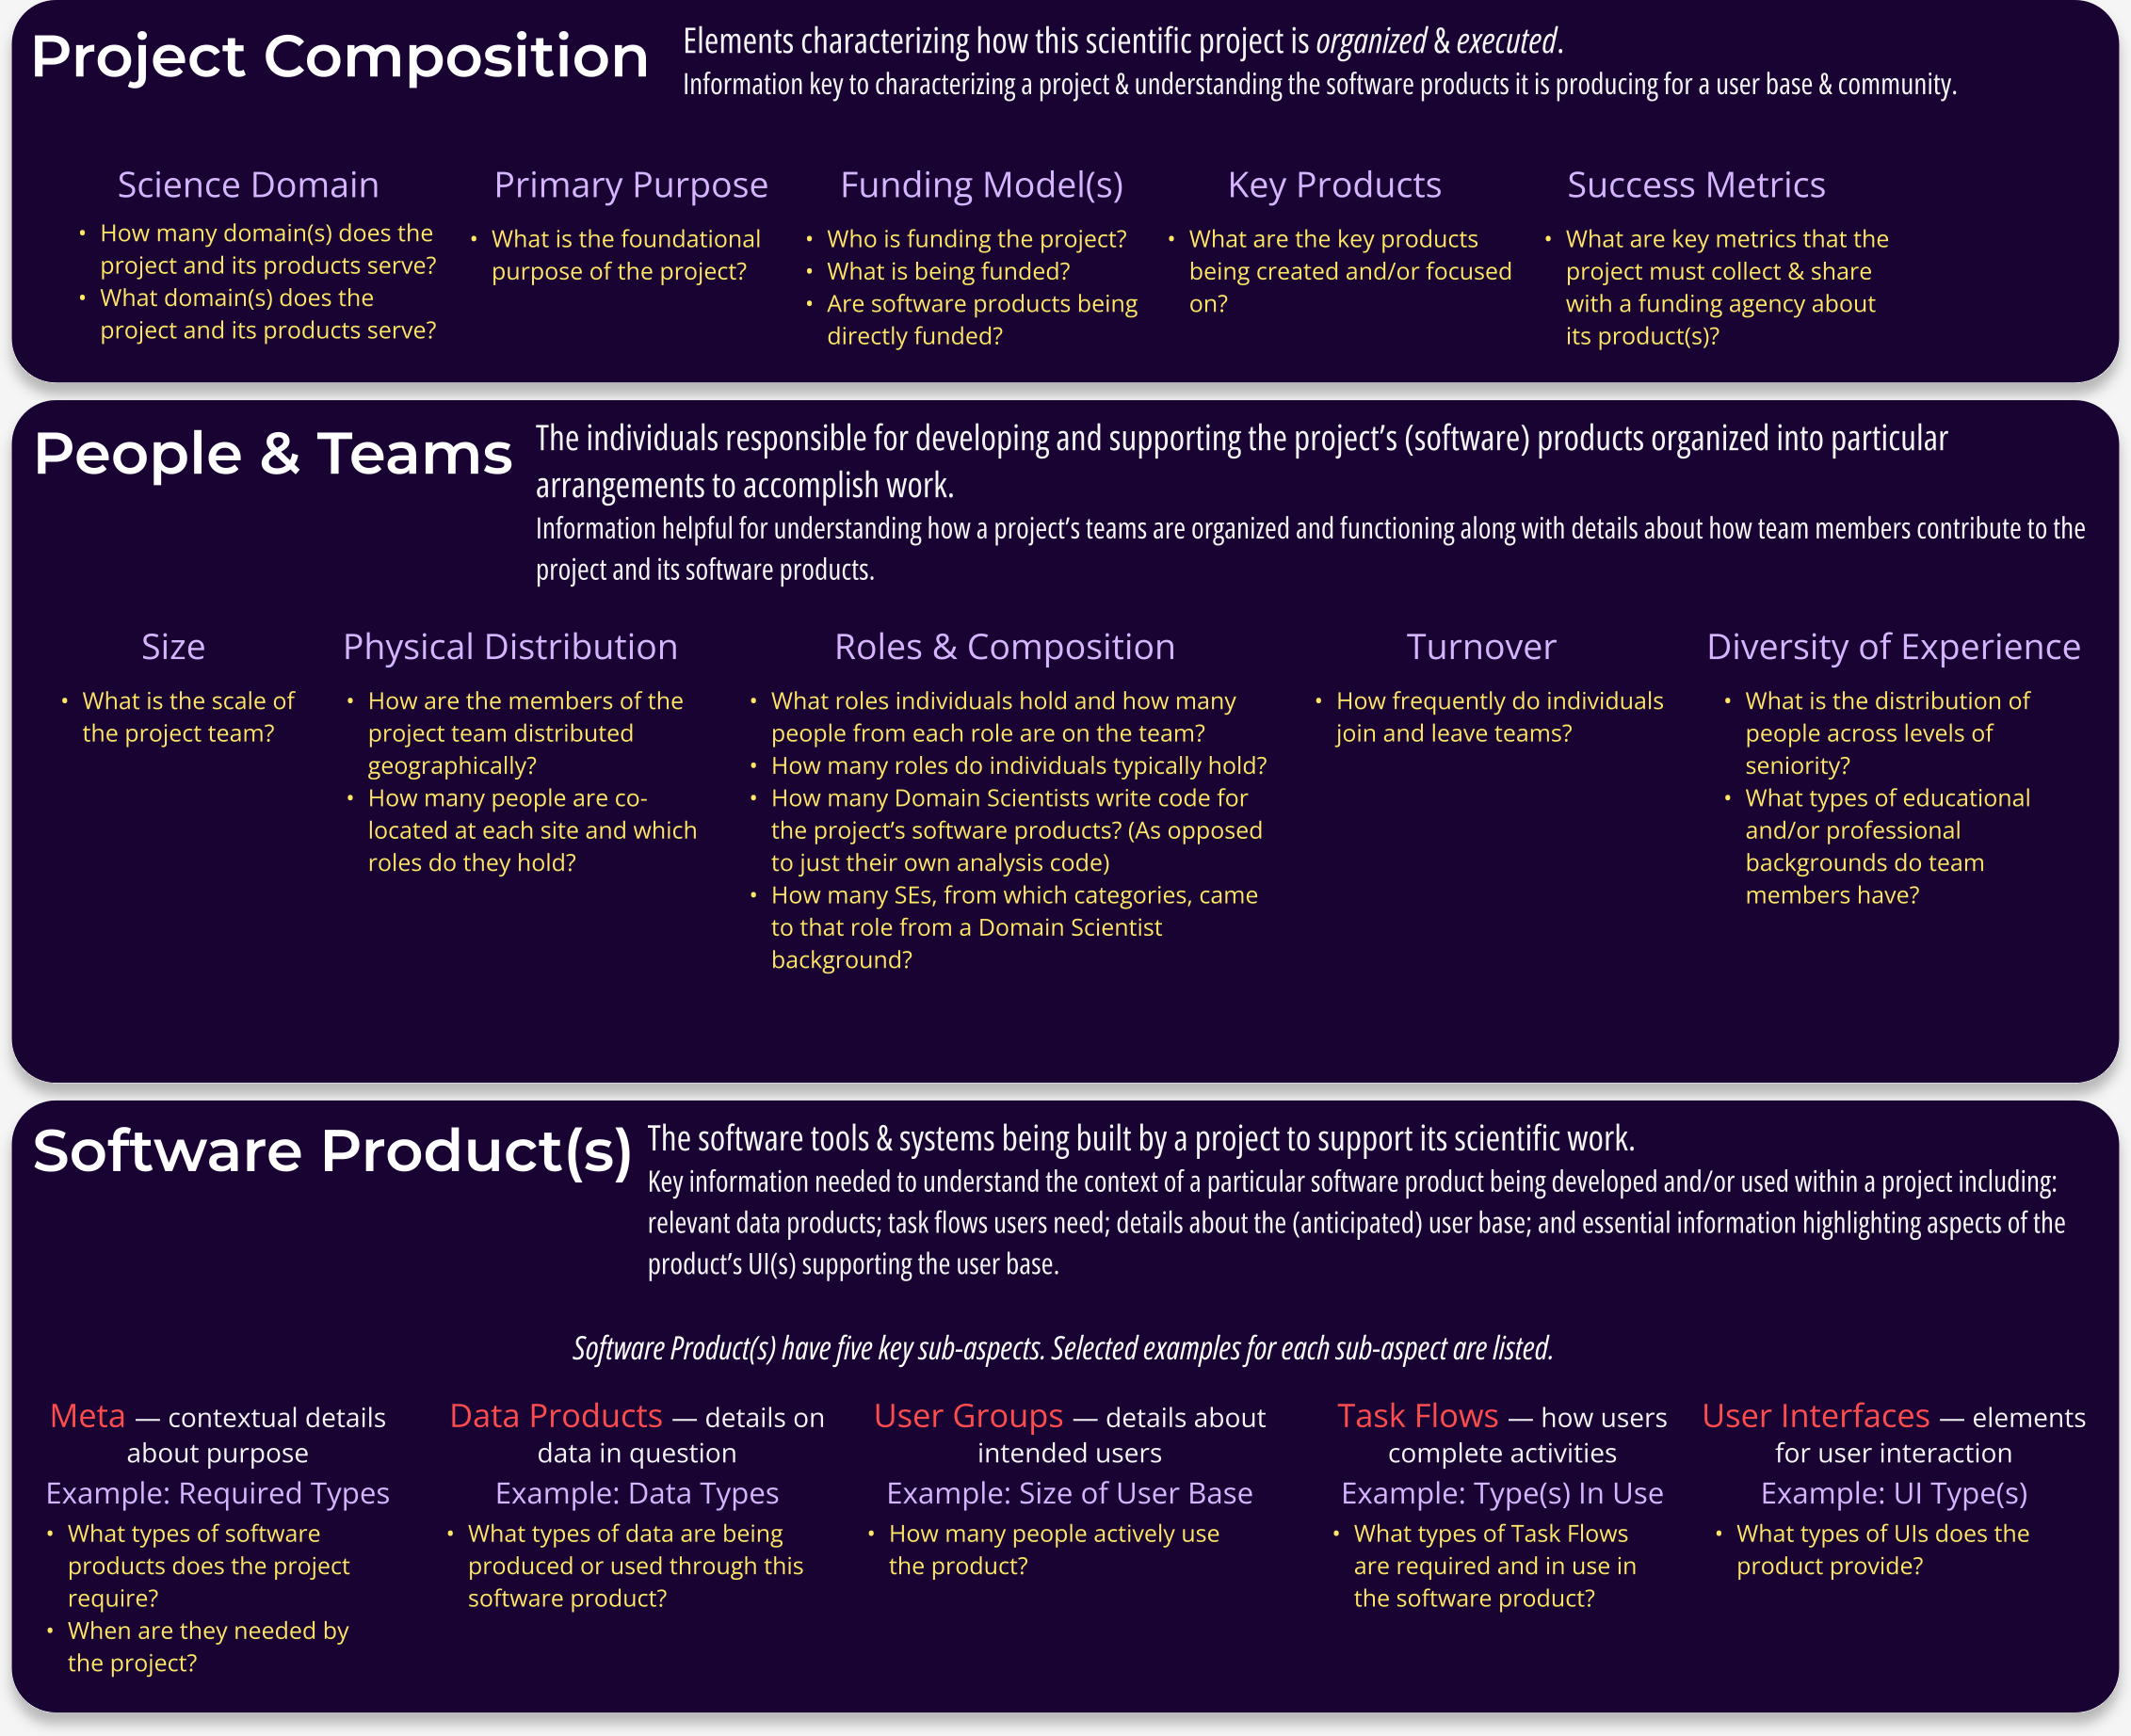 Project Composition
Elements characterizing how this scientific project is organized & executed.
Information key to characterizing a project & understanding the software products it is producing for a user base & community.
Science Domain
• How many domain(s) does the
project and its products serve?
• What domain(s) does the
project and its products serve?
Primary Purpose
• What is the foundational
purpose of the project?
Funding Model(s)
• Who is funding the project?
• What is being funded?
• Are software products being
directly funded?
Key Products
• What are the key products
being created and/or focused
on?
Success Metrics
• What are key metrics that the
project must collect & share
with a funding agency about
its product(s)?
People & Teams
The individuals responsible for developing and supporting the project’s (software) products organized into particular
arrangements to accomplish work.
Information helpful for understanding how a project’s teams are organized and functioning along with details about how team members contribute to the
project and its software products.
Size
• What is the scale of
the project team?
Physical Distribution
• How are the members of the
project team distributed
geographically?
• How many people are co-
located at each site and which
roles do they hold?
Roles & Composition
• What roles individuals hold and how many
people from each role are on the team?
• How many roles do individuals typically hold?
• How many Domain Scientists write code for
the project’s software products? (As opposed
to just their own analysis code)
• How many SEs, from which categories, came
to that role from a Domain Scientist
background?
Turnover
• How frequently do individuals
join and leave teams?
Diversity of Experience
• What is the distribution of
people across levels of
seniority?
• What types of educational
and/or professional
backgrounds do team
members have?
Software Product(s)
The software tools & systems being built by a project to support its scientific work.
Key information needed to understand the context of a particular software product being developed and/or used within a project including:
relevant data products; task flows users need; details about the (anticipated) user base; and essential information highlighting aspects of the
product’s UI(s) supporting the user base.
Software Product(s) have five key sub-aspects. Selected examples for each sub-aspect are listed.
Meta — contextual details
about purpose
Example: Required Types
• What types of software
products does the project
require?
• When are they needed by
the project?
Data Products — details on
data in question
Example: Data Types
• What types of data are being
produced or used through this
software product?
User Groups — details about
intended users
Example: Size of User Base
• How many people actively use
the product?
Task Flows — how users
complete activities
Example: Type(s) In Use
• What types of Task Flows
are required and in use in
the software product?
User Interfaces — elements
for user interaction
Example: UI Type(s)
• What types of UIs does the
product provide?